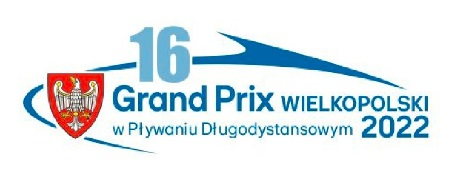 16
Grand Prix WIELKOPOLSKI
w Pływaniu Długodystansowym 2022